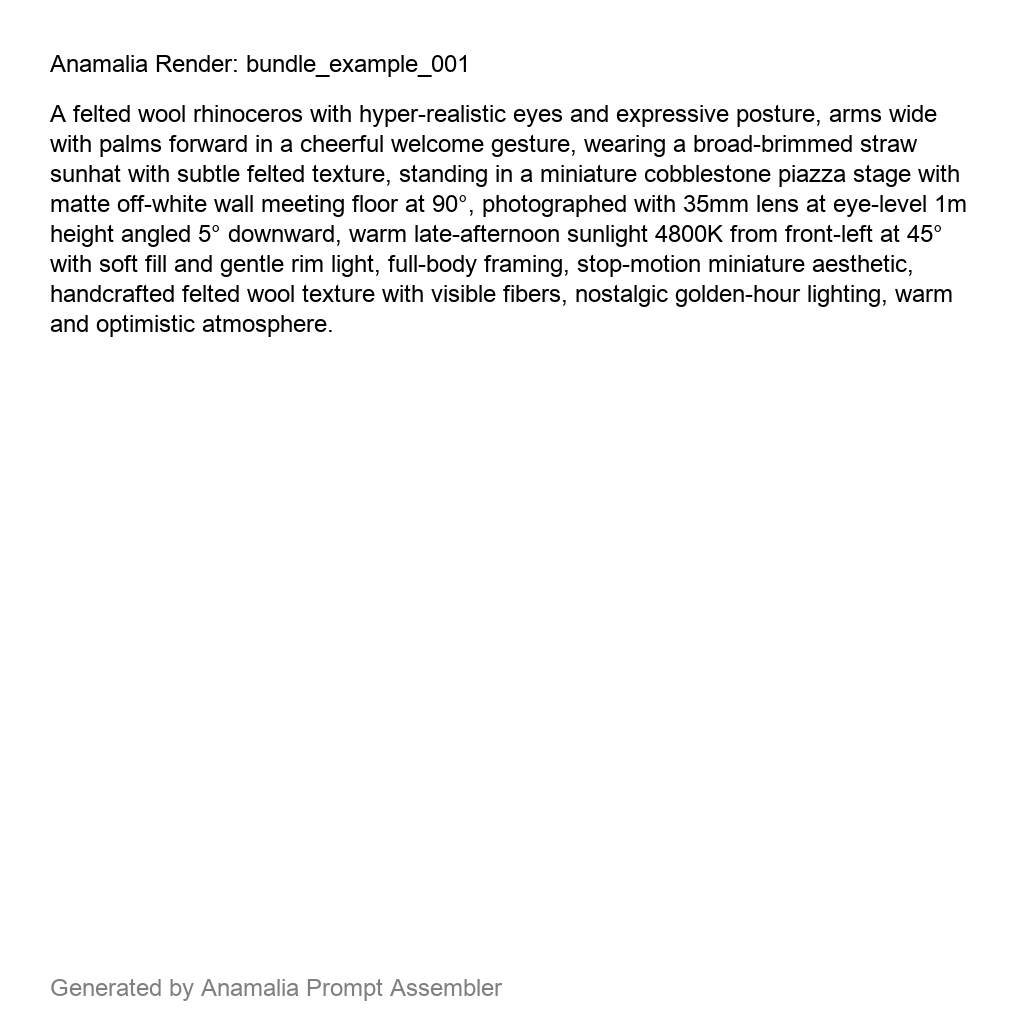 Anamalia Render: bundle_example_001
A felted wool rhinoceros with hyper-realistic eyes and expressive posture, arms wide
with palms forward in a cheerful welcome gesture, wearing a broad-brimmed straw
sunhat with subtle felted texture, standing in a miniature cobblestone piazza stage with
matte off-white wall meeting floor at 90°, photographed with 35mm lens at eye-level 1m
height angled 5° downward, warm late-afternoon sunlight 4800K from front-left at 45°
with soft fill and gentle rim light, full-body framing, stop-motion miniature aesthetic,
handcrafted felted wool texture with visible fibers, nostalgic golden-hour lighting, warm
and optimistic atmosphere.
Generated by Anamalia Prompt Assembler